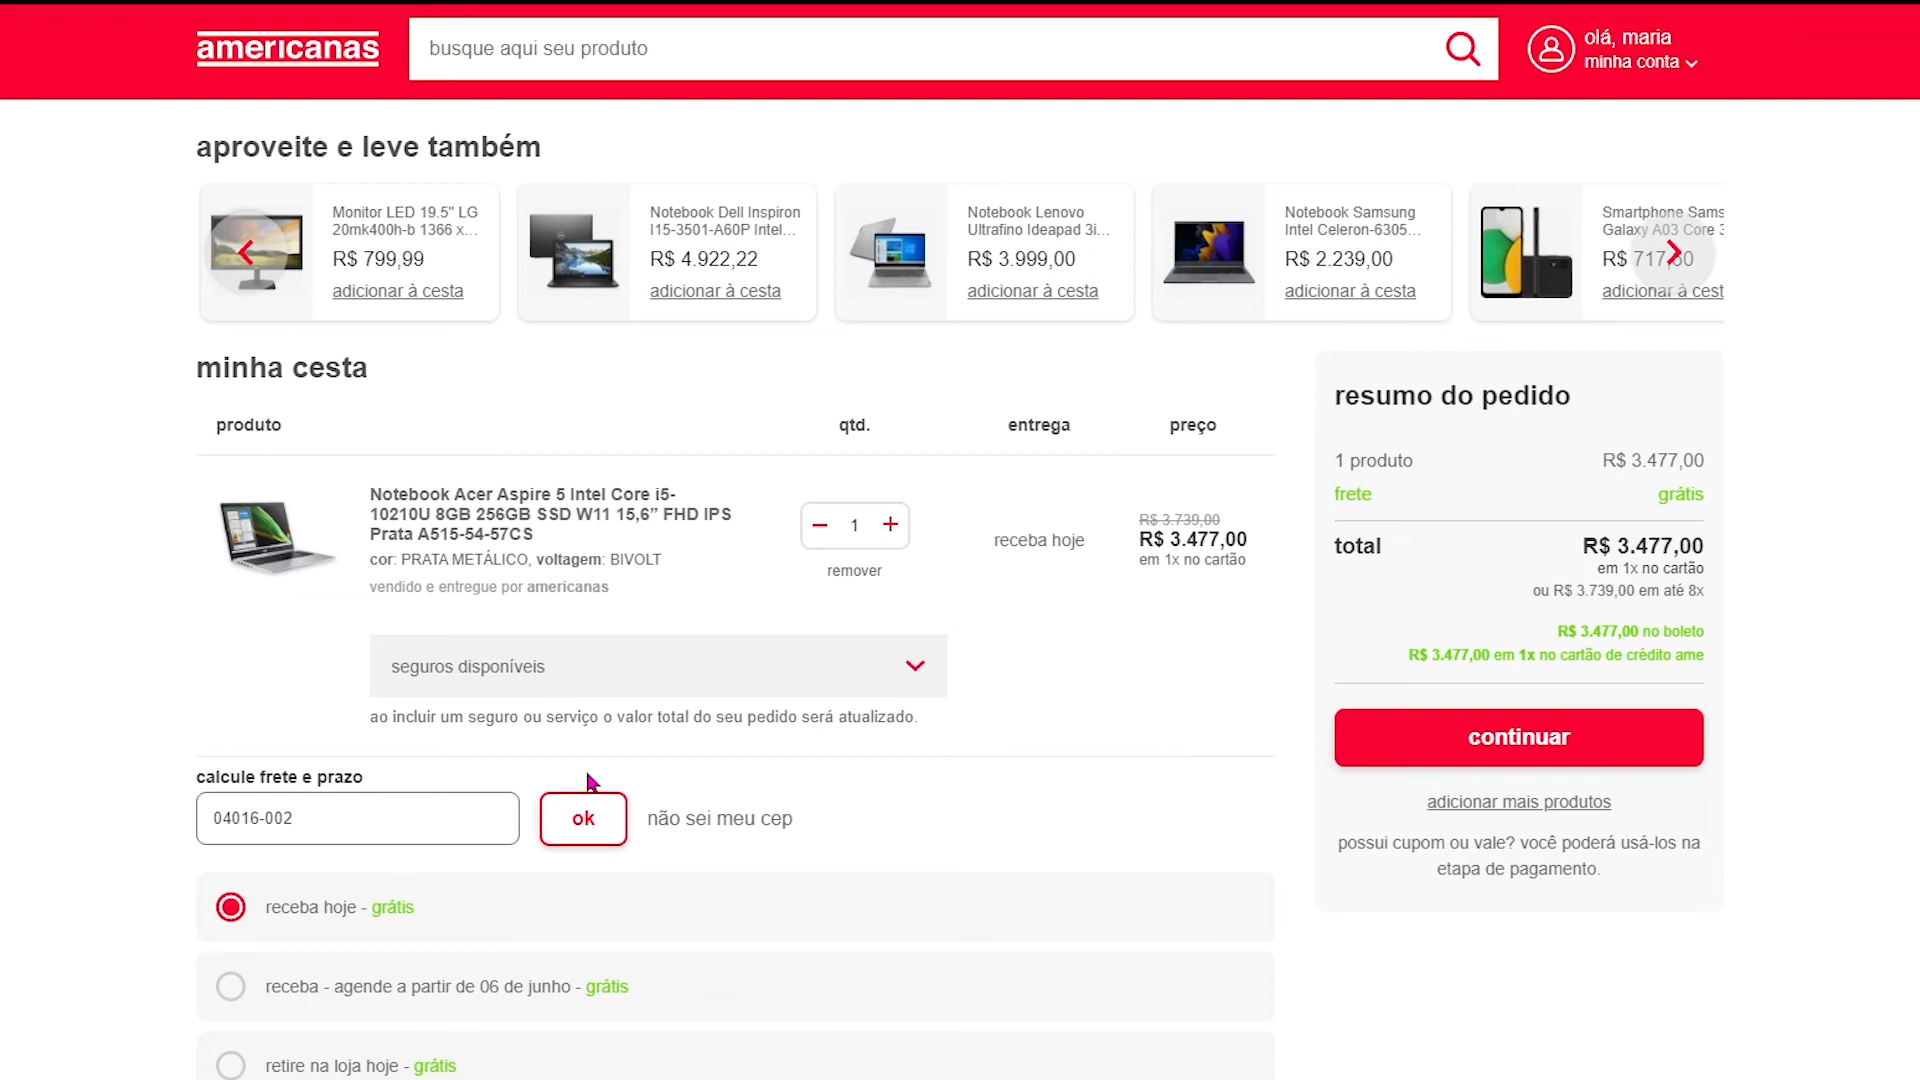 americanas
busque aqui seu produto
olá, maria
minha conta
aproveite e leve também
Monitor LED 19.5" LG
20mk400h-b 1366 x...
R$ 799,99
adicionar à cesta
Notebook Dell Inspiron
I15-3501-A60P Intel...
R$ 4.922,22
adicionar à cesta
Notebook Lenovo
Ultrafino Ideapad 3i...
R$ 3.999,00
adicionar à cesta
Notebook Samsung
Intel Celeron-6305...
R$ 2.239,00
adicionar à cesta
Smartphone Sams
Galaxy A03 Core 3
R$ 717,60
adicionar à cest
minha cesta
produto
qtd.
entrega
preço
Notebook Acer Aspire 5 Intel Core i5-
10210U 8GB 256GB SSD W11 15,6” FHD IPS
Prata A515-54-57CS
cor: PRATA METÁLICO, voltagem: BIVOLT
vendido e entregue por americanas
1
remover
receba hoje
R$ 3.739,00
R$ 3.477,00
em 1x no cartão
seguros disponíveis
ao incluir um seguro ou serviço o valor total do seu pedido será atualizado.
calcule frete e prazo
04016-002
ok
não sei meu cep
receba hoje - grátis
receba - agende a partir de 06 de junho - grátis
retire na loja hoje - grátis
resumo do pedido
1 produto R$ 3.477,00
frete grátis
total R$ 3.477,00
em 1x no cartão
ou R$ 3.739,00 em até 8x
R$ 3.477,00 no boleto
R$ 3.477,00 em 1x no cartão de crédito ame
continuar
adicionar mais produtos
possui cupom ou vale? você poderá usá-los na
etapa de pagamento.